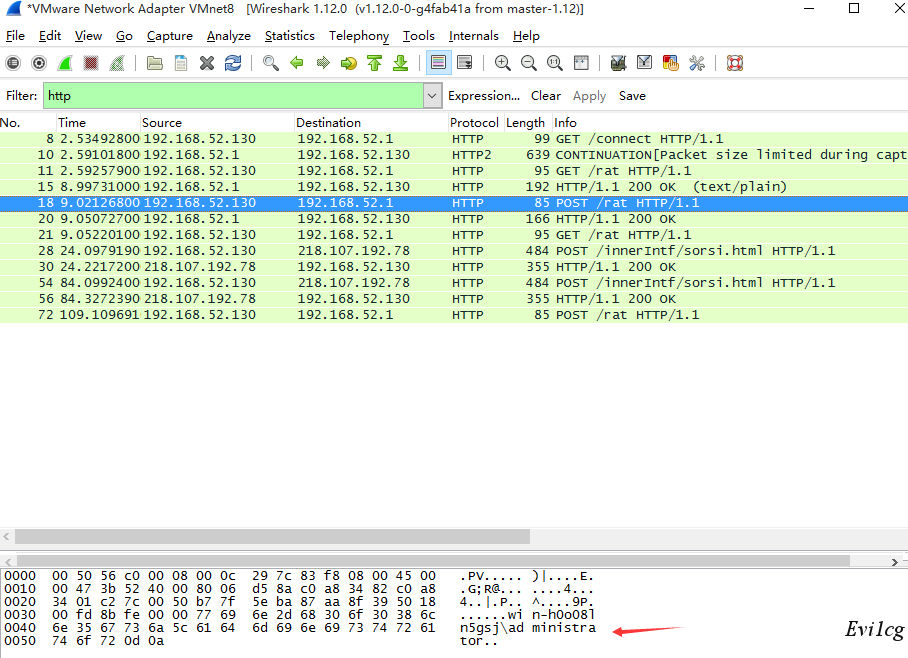 *VMware Network Adapter VMnet8 [Wireshark 1.12.0 (v1.12.0-0-g4fab41a from master-1.12)]
File Edit View Go Capture Analyze Statistics Telephony Tools Internals Help
Filter: http Expression... Clear Apply Save
No. Time Source Destination Protocol Length Info
8 2.53492800 192.168.52.130 192.168.52.1 HTTP 99 GET /connect HTTP/1.1
10 2.59101800 192.168.52.1 192.168.52.130 HTTP2 639 CONTINUATION[Packet size limited during capt
11 2.59257900 192.168.52.130 192.168.52.1 HTTP 95 GET /rat HTTP/1.1
15 8.99731000 192.168.52.1 192.168.52.130 HTTP 192 HTTP/1.1 200 OK (text/plain)
18 9.02126800 192.168.52.130 192.168.52.1 HTTP 85 POST /rat HTTP/1.1
20 9.05072700 192.168.52.1 192.168.52.130 HTTP 166 HTTP/1.1 200 OK
21 9.05220100 192.168.52.130 192.168.52.1 HTTP 95 GET /rat HTTP/1.1
28 24.0979190 192.168.52.130 218.107.192.78 HTTP 484 POST /innerIntf/sorsi.html HTTP/1.1
30 24.2217200 218.107.192.78 192.168.52.130 HTTP 355 HTTP/1.1 200 OK
54 84.0992400 192.168.52.130 218.107.192.78 HTTP 484 POST /innerIntf/sorsi.html HTTP/1.1
56 84.3272390 218.107.192.78 192.168.52.130 HTTP 355 HTTP/1.1 200 OK
72 109.109691 192.168.52.130 192.168.52.1 HTTP 85 POST /rat HTTP/1.1
0000 00 50 56 c0 00 08 00 0c 29 7c 83 f8 08 00 45 00 .PV..... )|....E.
0010 00 47 3b 52 40 00 80 06 d5 8a c0 a8 34 82 c0 a8 .G;R@... ....4...
0020 34 01 c2 7c 00 50 b7 7f 5e ba 87 aa 8f 39 50 18 4..|.P.. ^....9P.
0030 00 fd 8b fe 00 00 77 69 6e 2d 68 30 6f 30 38 6c ......wi n-h0o08l
0040 6e 35 67 73 6a 5c 61 64 6d 69 6e 69 73 74 72 61 n5gsj\ad ministra
0050 74 6f 72 0d 0a tor..
Evi1cg